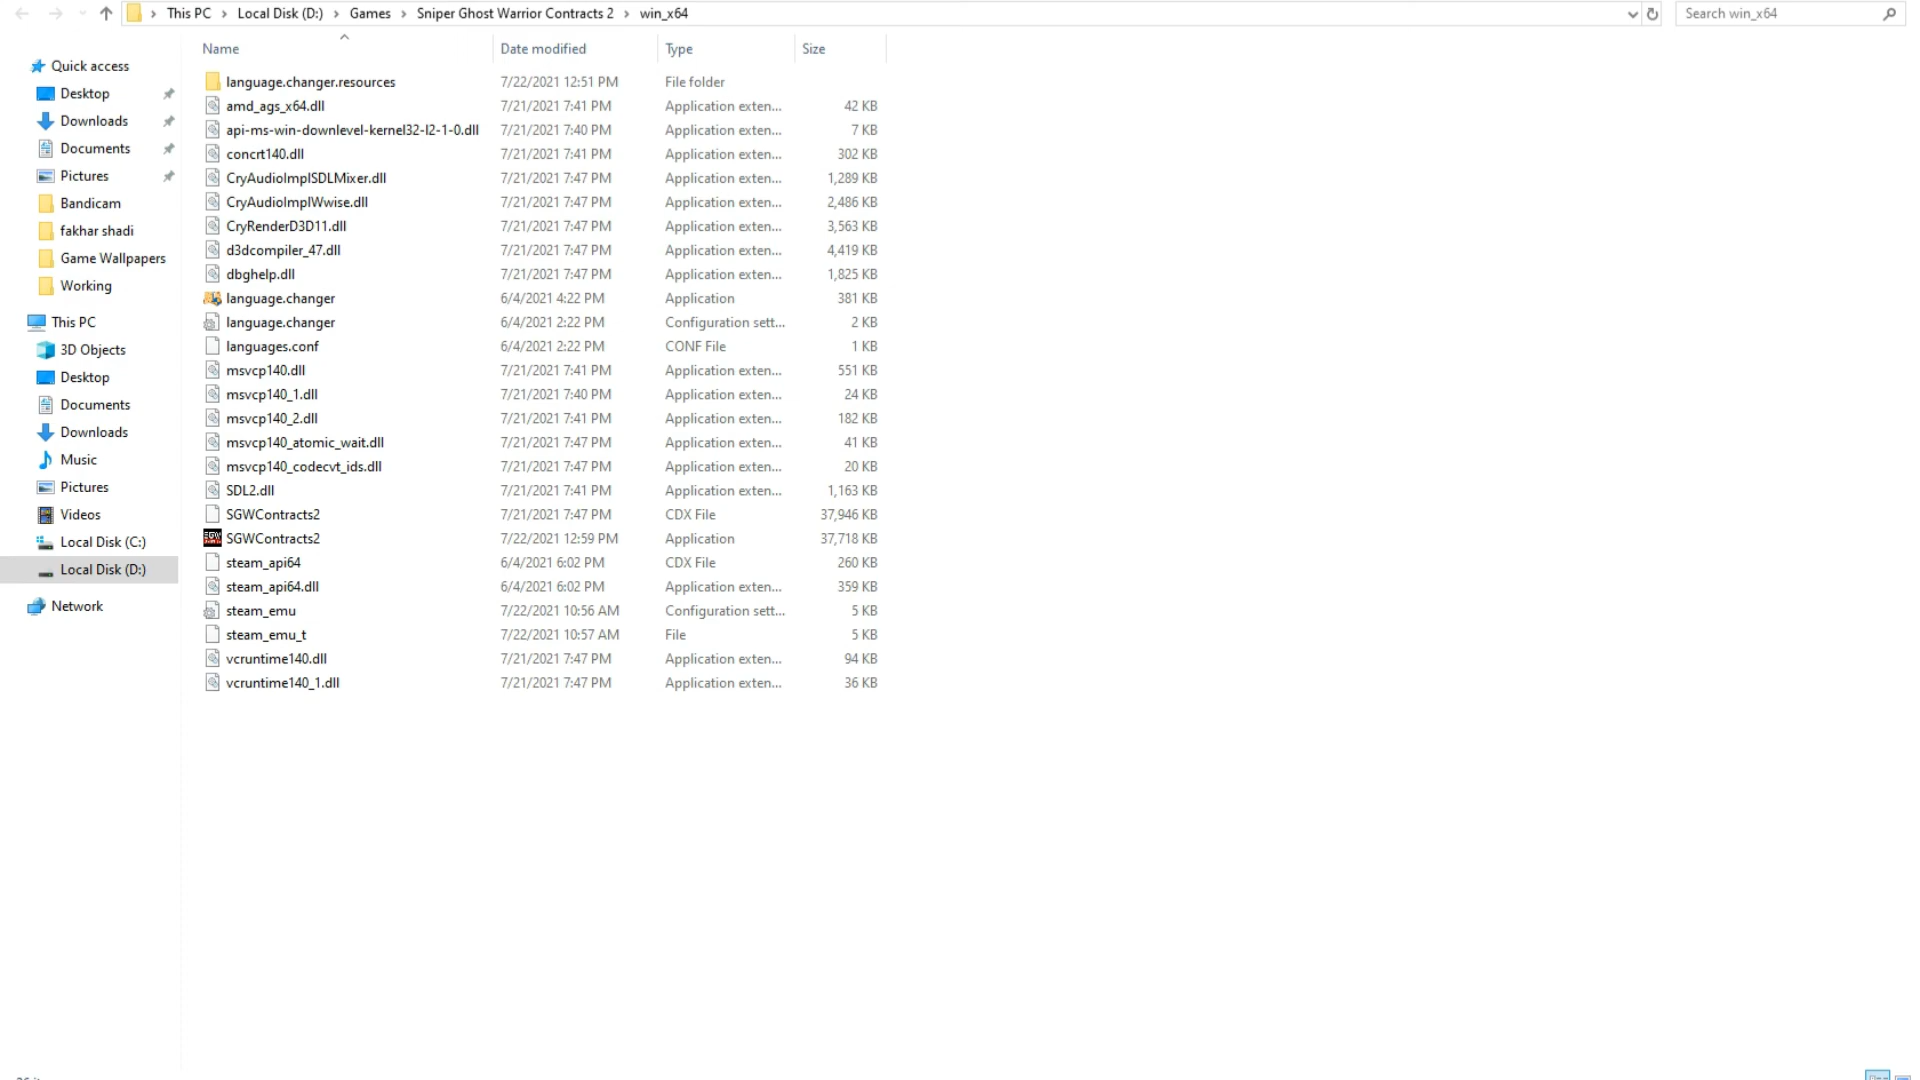 This PC > Local Disk (D:) > Games > Sniper Ghost Warrior Contracts 2 > win_x64
Search win_x64
Name Date modified Type Size
Quick access
Desktop
Downloads
Documents
Pictures
Bandicam
fakhar shadi
Game Wallpapers
Working
This PC
3D Objects
Desktop
Documents
Downloads
Music
Pictures
Videos
Local Disk (C:)
Local Disk (D:)
Network
language.changer.resources 7/22/2021 12:51 PM File folder
amd_ags_x64.dll 7/21/2021 7:41 PM Application exten... 42 KB
api-ms-win-downlevel-kernel32-l2-1-0.dll 7/21/2021 7:40 PM Application exten... 7 KB
concrt140.dll 7/21/2021 7:41 PM Application exten... 302 KB
CryAudioImplSDLMixer.dll 7/21/2021 7:47 PM Application exten... 1,289 KB
CryAudioImplWwise.dll 7/21/2021 7:47 PM Application exten... 2,486 KB
CryRenderD3D11.dll 7/21/2021 7:47 PM Application exten... 3,563 KB
d3dcompiler_47.dll 7/21/2021 7:47 PM Application exten... 4,419 KB
dbghelp.dll 7/21/2021 7:47 PM Application exten... 1,825 KB
language.changer 6/4/2021 4:22 PM Application 381 KB
language.changer 6/4/2021 2:22 PM Configuration sett... 2 KB
languages.conf 6/4/2021 2:22 PM CONF File 1 KB
msvcp140.dll 7/21/2021 7:41 PM Application exten... 551 KB
msvcp140_1.dll 7/21/2021 7:40 PM Application exten... 24 KB
msvcp140_2.dll 7/21/2021 7:41 PM Application exten... 182 KB
msvcp140_atomic_wait.dll 7/21/2021 7:47 PM Application exten... 41 KB
msvcp140_codecvt_ids.dll 7/21/2021 7:47 PM Application exten... 20 KB
SDL2.dll 7/21/2021 7:41 PM Application exten... 1,163 KB
SGWContracts2 7/21/2021 7:47 PM CDX File 37,946 KB
SGWContracts2 7/22/2021 12:59 PM Application 37,718 KB
steam_api64 6/4/2021 6:02 PM CDX File 260 KB
steam_api64.dll 6/4/2021 6:02 PM Application exten... 359 KB
steam_emu 7/22/2021 10:56 AM Configuration sett... 5 KB
steam_emu_t 7/22/2021 10:57 AM File 5 KB
vcruntime140.dll 7/21/2021 7:47 PM Application exten... 94 KB
vcruntime140_1.dll 7/21/2021 7:47 PM Application exten... 36 KB